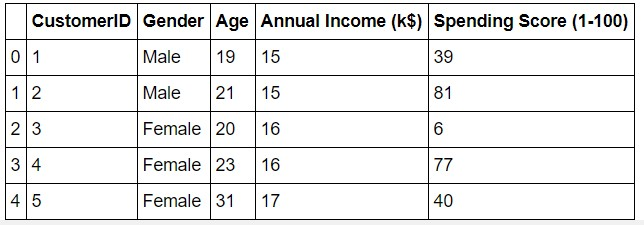 CustomerID Gender Age Annual Income (k$) Spending Score (1-100)
0 1 Male 19 15 39
1 2 Male 21 15 81
2 3 Female 20 16 6
3 4 Female 23 16 77
4 5 Female 31 17 40